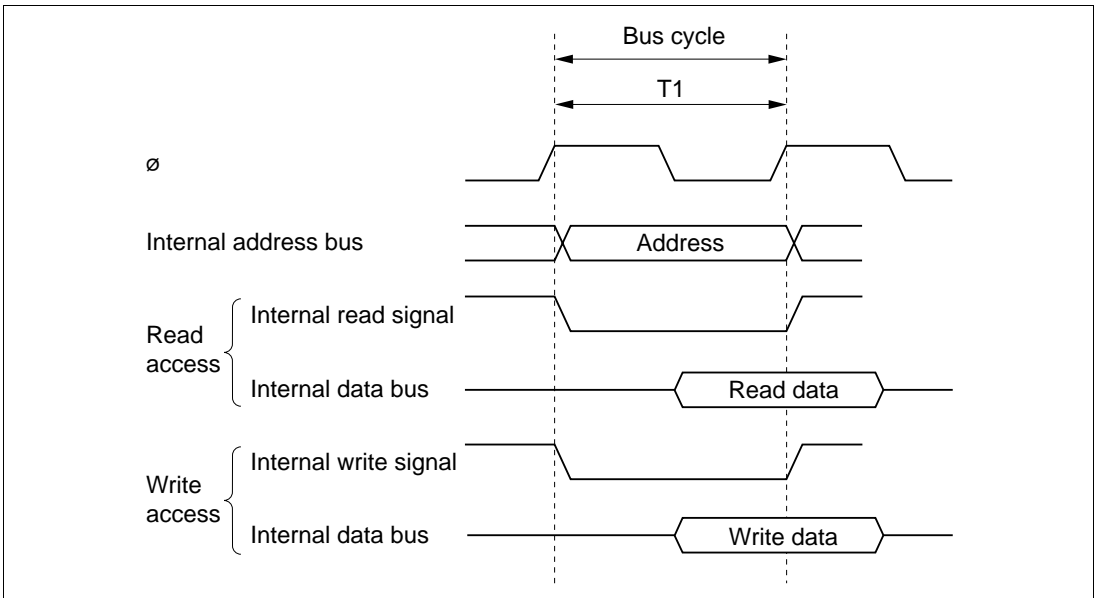 Bus cycle
T1
ø
Internal address bus
Address
Read
access
Internal read signal
Internal data bus
Read data
Write
access
Internal write signal
Internal data bus
Write data